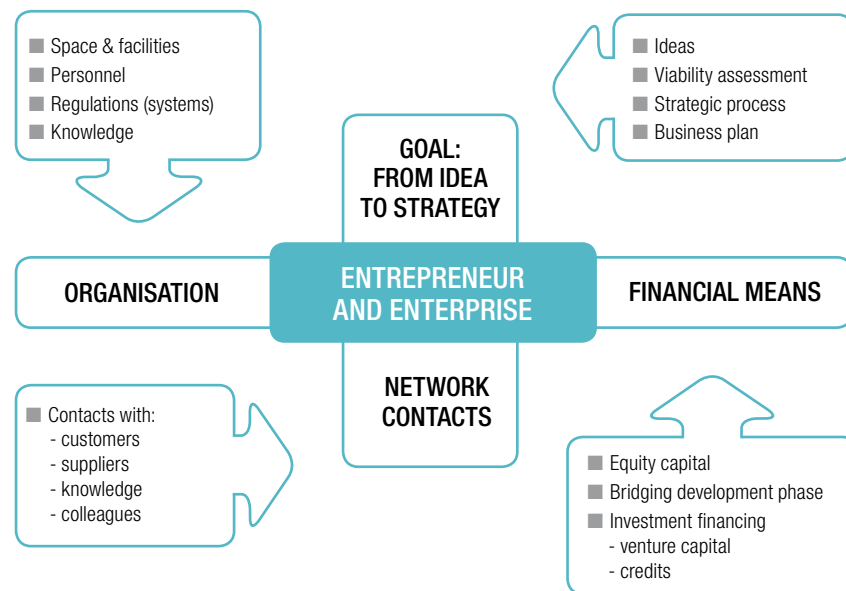 Space & facilities
Personnel
Regulations (systems)
Knowledge
Ideas
Viability assessment
Strategic process
Business plan
GOAL:
FROM IDEA
TO STRATEGY
ORGANISATION
ENTREPRENEUR
AND ENTERPRISE
FINANCIAL MEANS
NETWORK
CONTACTS
Contacts with:
- customers
- suppliers
- knowledge
- colleagues
Equity capital
Bridging development phase
Investment financing
- venture capital
- credits